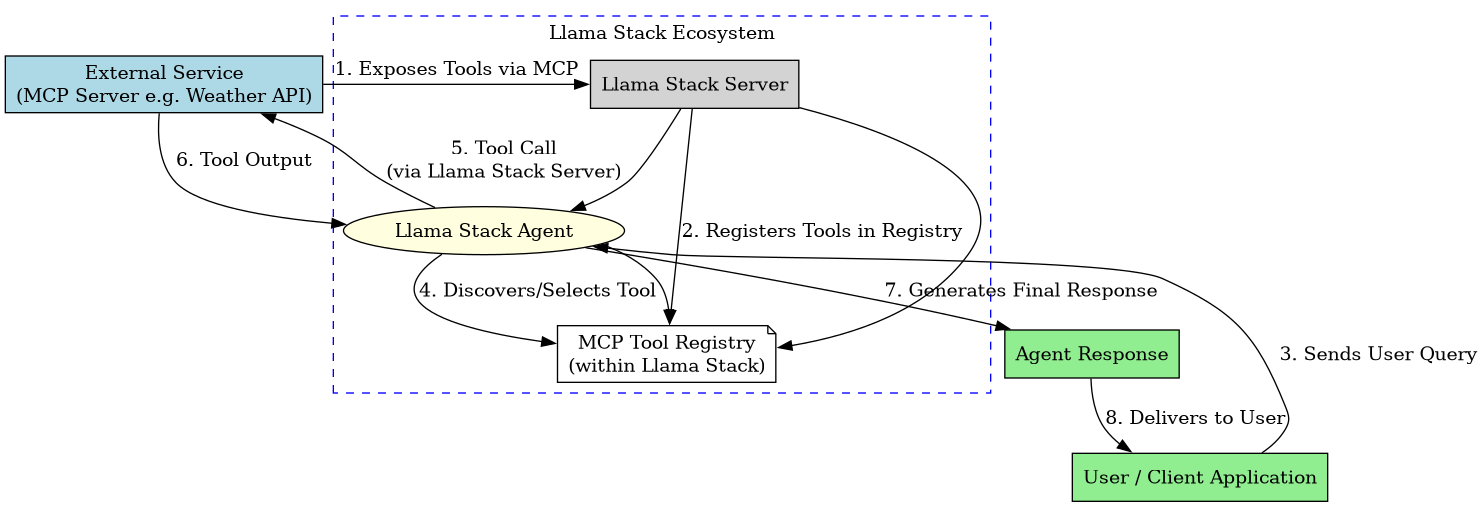 Llama Stack Ecosystem
External Service
(MCP Server e.g. Weather API)
1. Exposes Tools via MCP
Llama Stack Server
5. Tool Call
(via Llama Stack Server)
6. Tool Output
Llama Stack Agent
2. Registers Tools in Registry
4. Discovers/Selects Tool
7. Generates Final Response
MCP Tool Registry
(within Llama Stack)
Agent Response
3. Sends User Query
8. Delivers to User
User / Client Application